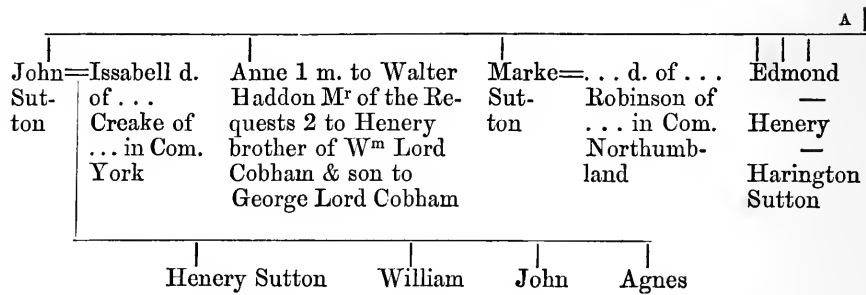 A
John=Issabell d.
Sut-
ton
of . . .
Creake of
. . . in Com.
York
Anne 1 m. to Walter
Haddon Mʳ of the Re-
quests 2 to Henery
brother of Wᵐ Lord
Cobham & son to
George Lord Cobham
Marke=. . . d. of . . .
Sut-
ton
Robinson of
. . . in Com.
Northumb-
land
Edmond
—
Henery
—
Harington
Sutton
Henery Sutton William John Agnes